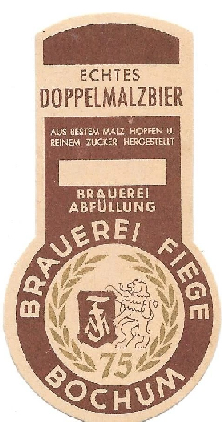 ECHTES
DOPPELMALZBIER
AUS BESTEM MALZ HOPFEN U.
REINEM ZUCKER HERGESTELLT
BRAUEREI
ABFÜLLUNG
BRAUEREI FIEGE
75
BOCHUM